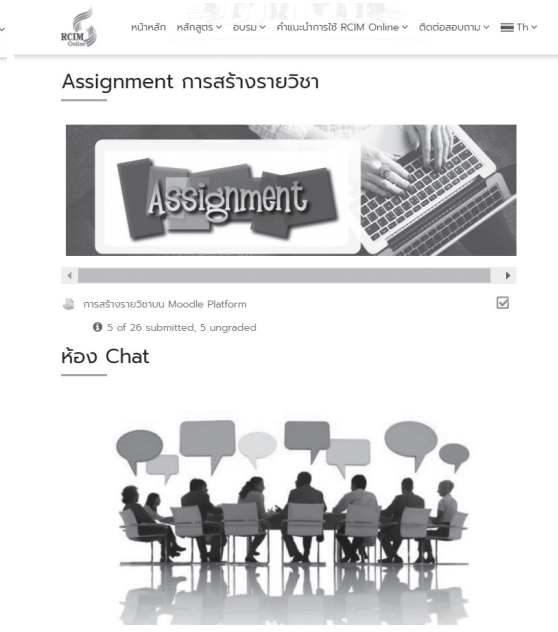 RCIM
Online
หน้าหลัก หลักสูตร อบรม คำแนะนำการใช้ RCIM Online ติดต่อสอบถาม Th
Assignment การสร้างรายวิชา
Assignment
การสร้างรายวิชาบน Moodle Platform
5 of 26 submitted, 5 ungraded
ห้อง Chat